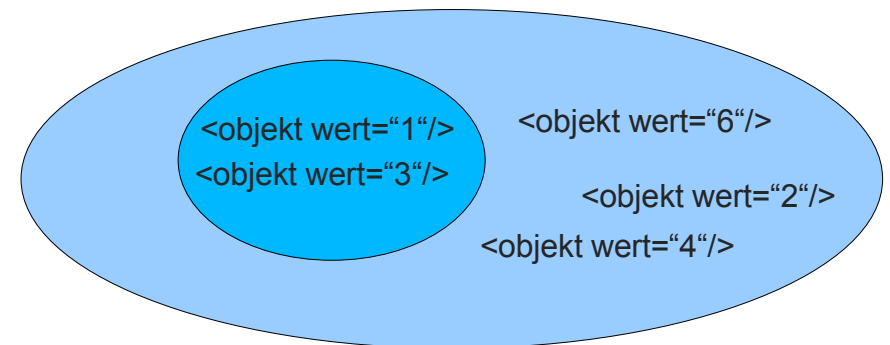 <objekt wert=“1“/>
<objekt wert=“3“/>
<objekt wert=“6“/>
<objekt wert=“2“/>
<objekt wert=“4“/>